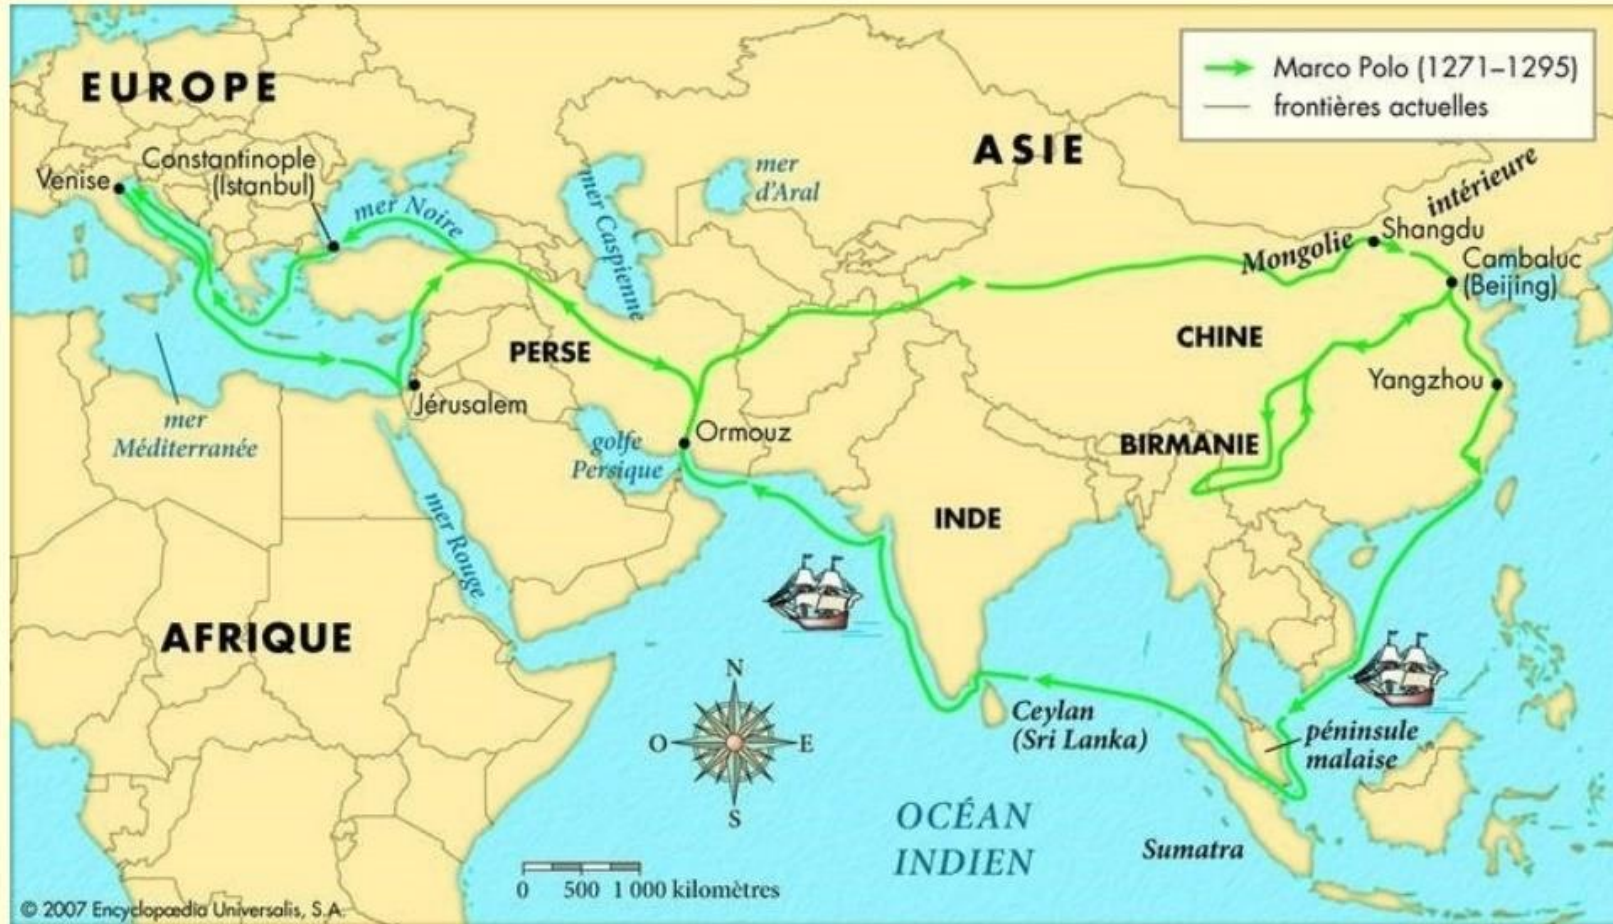 Marco Polo (1271–1295)
frontières actuelles
EUROPE
ASIE
Constantinople
(Istanbul)
Venise
mer Noire
mer Caspienne
mer
d'Aral
Mongolie
intérieure
Shangdu
Cambaluc
(Beijing)
PERSE
CHINE
Yangzhou
Jérusalem
mer
Méditerranée
golfe
Persique
Ormouz
BIRMANIE
mer Rouge
INDE
AFRIQUE
N
O
E
S
Ceylan
(Sri Lanka)
péninsule
malaise
OCÉAN
INDIEN
Sumatra
0 500 1 000 kilomètres
© 2007 Encyclopædia Universalis, S.A.